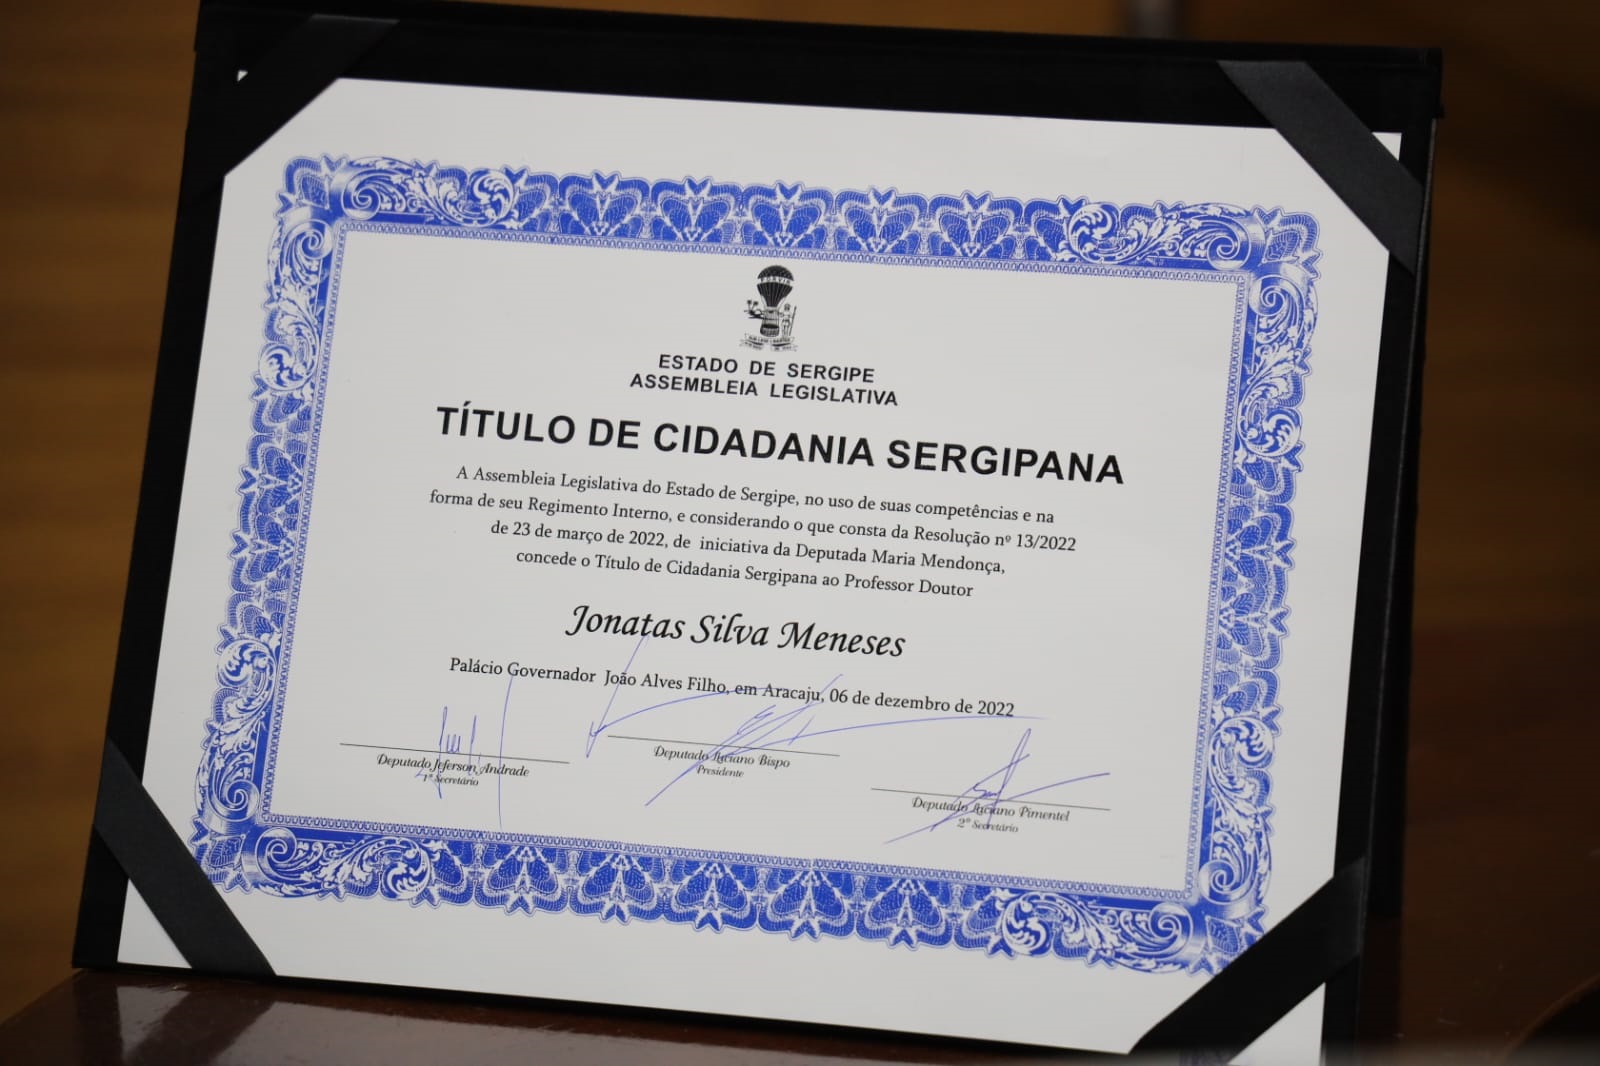 ESTADO DE SERGIPE
ASSEMBLEIA LEGISLATIVA
TÍTULO DE CIDADANIA SERGIPANA
A Assembleia Legislativa do Estado de Sergipe, no uso de suas competências e na
forma de seu Regimento Interno, e considerando o que consta da Resolução nº 13/2022
de 23 de março de 2022, de iniciativa da Deputada Maria Mendonça,
concede o Título de Cidadania Sergipana ao Professor Doutor
Jonatas Silva Meneses
Palácio Governador João Alves Filho, em Aracaju, 06 de dezembro de 2022
Deputado Jeferson Andrade
1º Secretário
Deputado Luciano Bispo
Presidente
Deputado Luciano Pimentel
2º Secretário